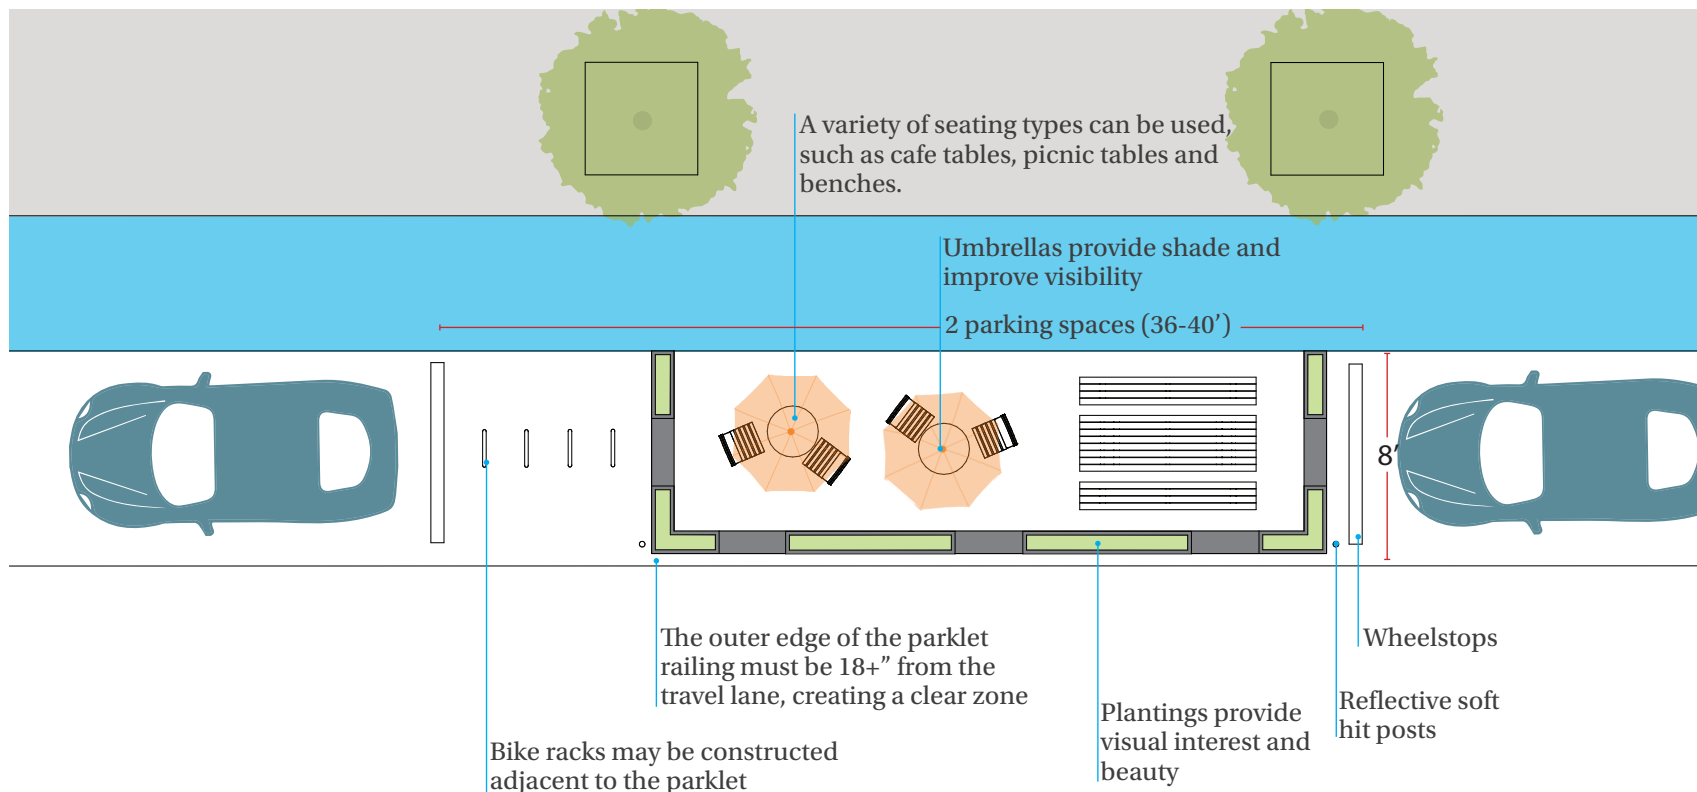 A variety of seating types can be used,
such as cafe tables, picnic tables and
benches.
Umbrellas provide shade and
improve visibility
2 parking spaces (36-40’)
8’
The outer edge of the parklet
railing must be 18+” from the
travel lane, creating a clear zone
Wheelstops
Reflective soft
hit posts
Plantings provide
visual interest and
beauty
Bike racks may be constructed
adjacent to the parklet